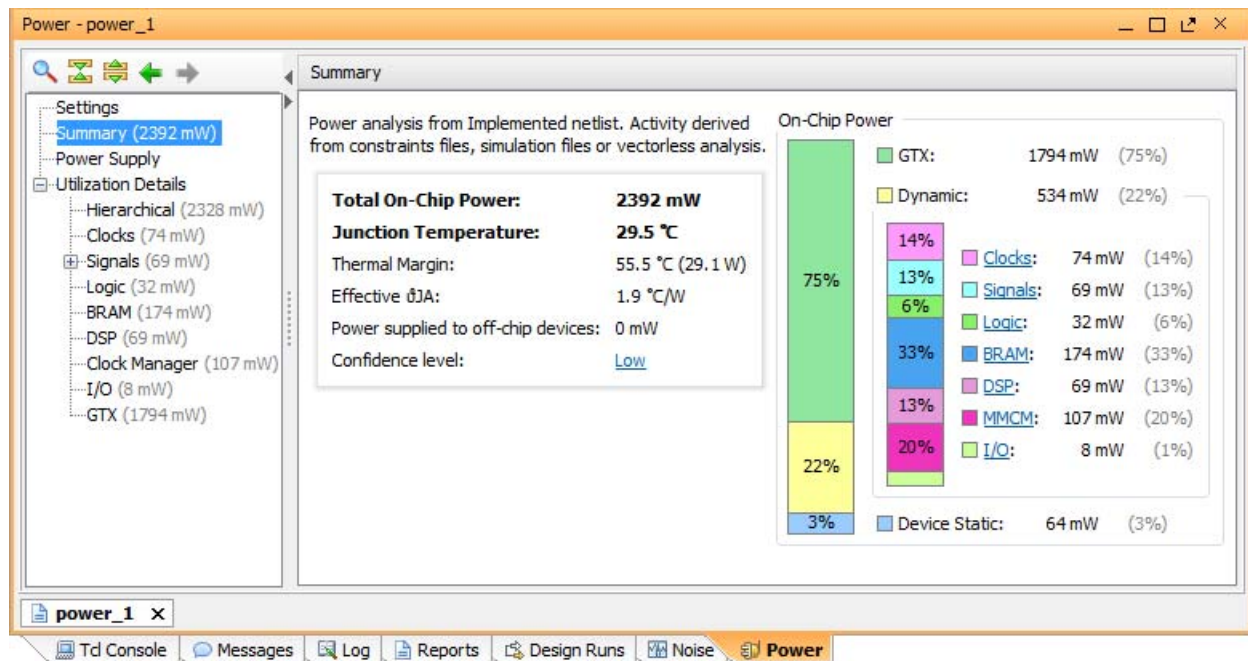 Power - power_1
Summary
Settings
Summary (2392 mW)
Power Supply
Utilization Details
Hierarchical (2328 mW)
Clocks (74 mW)
Signals (69 mW)
Logic (32 mW)
BRAM (174 mW)
DSP (69 mW)
Clock Manager (107 mW)
I/O (8 mW)
GTX (1794 mW)
Power analysis from Implemented netlist. Activity derived
from constraints files, simulation files or vectorless analysis.
Total On-Chip Power: 2392 mW
Junction Temperature: 29.5 °C
Thermal Margin: 55.5 °C (29.1 W)
Effective ϑJA: 1.9 °C/W
Power supplied to off-chip devices: 0 mW
Confidence level: Low
On-Chip Power
75%
22%
3%
GTX: 1794 mW (75%)
Dynamic: 534 mW (22%)
14%
13%
6%
33%
13%
20%
Clocks: 74 mW (14%)
Signals: 69 mW (13%)
Logic: 32 mW (6%)
BRAM: 174 mW (33%)
DSP: 69 mW (13%)
MMCM: 107 mW (20%)
I/O: 8 mW (1%)
Device Static: 64 mW (3%)
power_1
Tcl Console Messages Log Reports Design Runs Noise Power